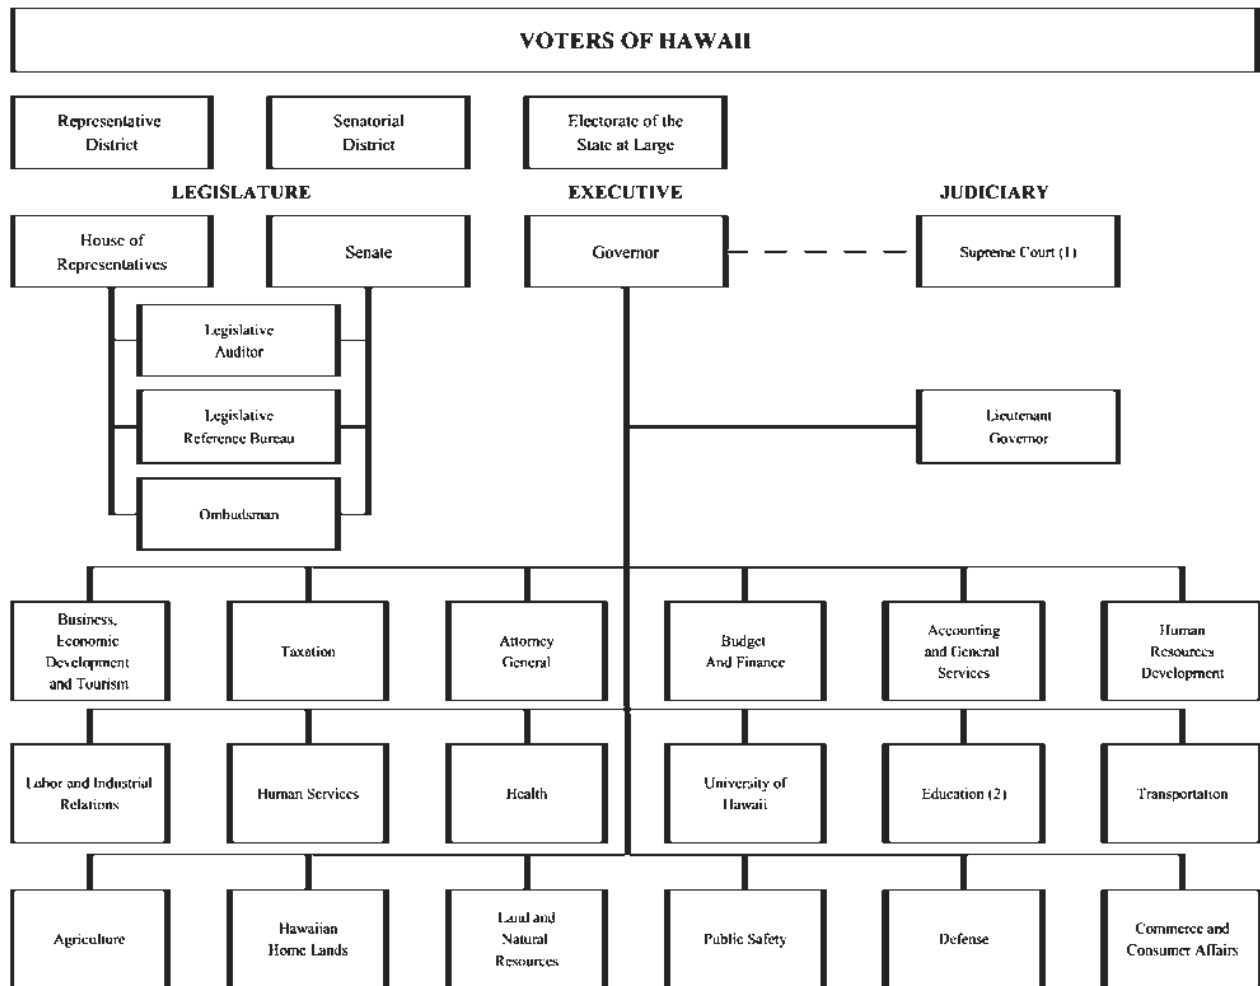 VOTERS OF HAWAII
Representative
District
Senatorial
District
Electorate of the
State at Large
LEGISLATURE
EXECUTIVE
JUDICIARY
House of
Representatives
Senate
Governor
Supreme Court (1)
Legislative
Auditor
Legislative
Reference Bureau
Ombudsman
Lieutenant
Governor
Business,
Economic
Development
and Tourism
Taxation
Attorney
General
Budget
And Finance
Accounting
and General
Services
Human
Resources
Development
Labor and Industrial
Relations
Human Services
Health
University of
Hawaii
Education (2)
Transportation
Agriculture
Hawaiian
Home Lands
Land and
Natural
Resources
Public Safety
Defense
Commerce and
Consumer Affairs